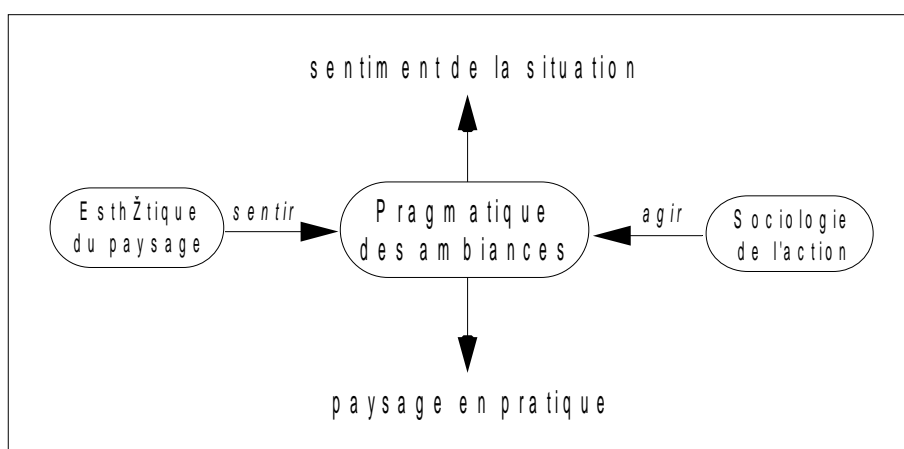 sentiment de la situation
EsthŽtique
du paysage
sentir
Pragmatique
des ambiances
agir
Sociologie
de l'action
paysage en pratique